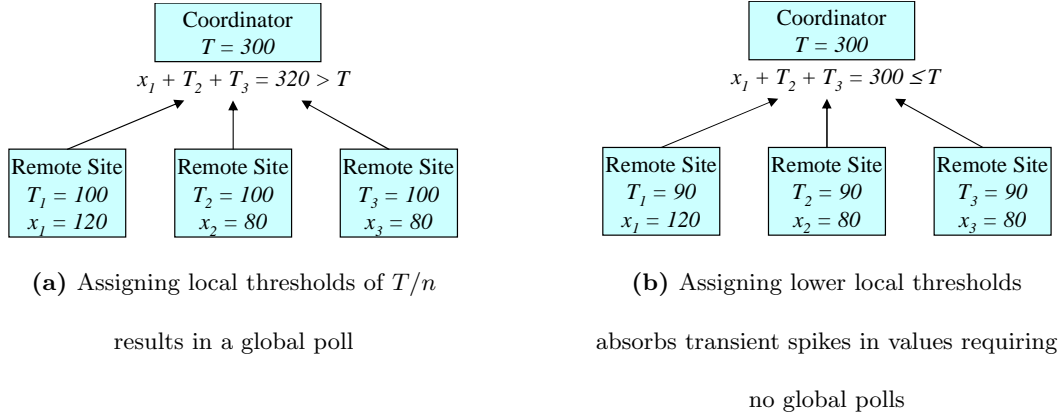 Coordinator
T = 300
x₁ + T₂ + T₃ = 320 > T
Remote Site
T₁ = 100
x₁ = 120
Remote Site
T₂ = 100
x₂ = 80
Remote Site
T₃ = 100
x₃ = 80
(a) Assigning local thresholds of T/n
results in a global poll
Coordinator
T = 300
x₁ + T₂ + T₃ = 300 ≤ T
Remote Site
T₁ = 90
x₁ = 120
Remote Site
T₂ = 90
x₂ = 80
Remote Site
T₃ = 90
x₃ = 80
(b) Assigning lower local thresholds
absorbs transient spikes in values requiring
no global polls